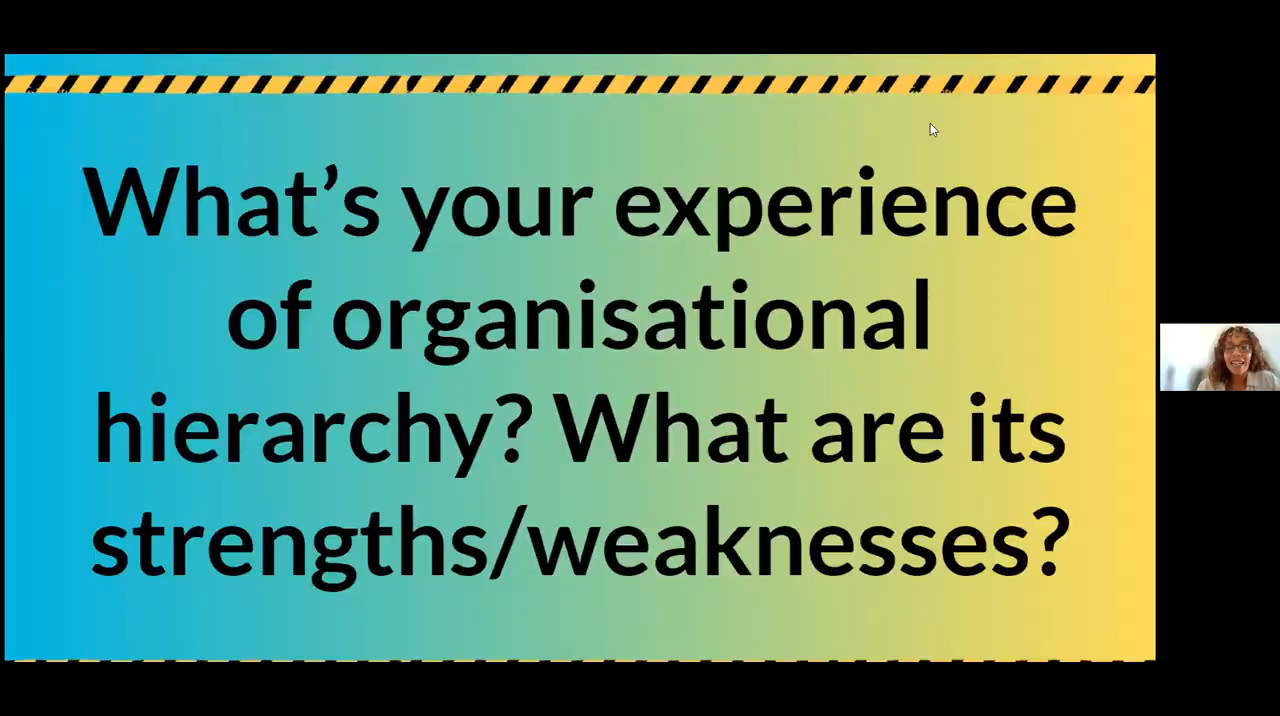 What’s your experience
of organisational
hierarchy? What are its
strengths/weaknesses?